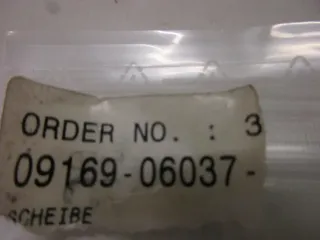 ORDER NO. : 3
09169-06037-
SCHEIBE